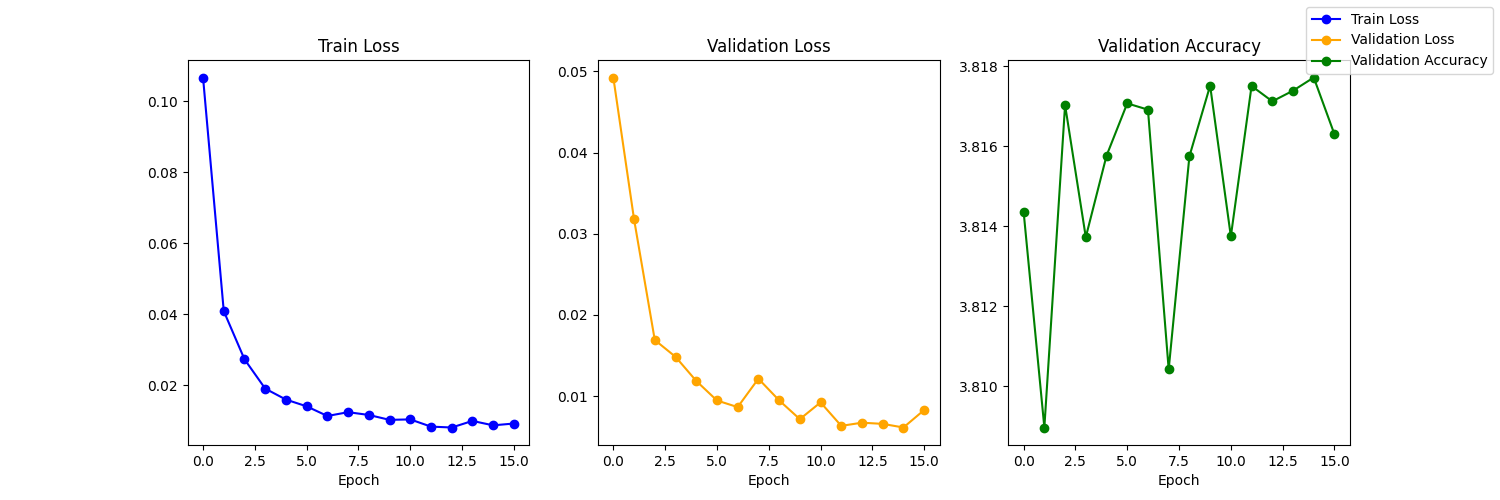 Train Loss
Validation Loss
Validation Accuracy
Train Loss
Validation Loss
Validation Accuracy
0.10
0.08
0.06
0.04
0.02
0.0 2.5 5.0 7.5 10.0 12.5 15.0
Epoch
0.05
0.04
0.03
0.02
0.01
0.0 2.5 5.0 7.5 10.0 12.5 15.0
Epoch
3.818
3.816
3.814
3.812
3.810
0.0 2.5 5.0 7.5 10.0 12.5 15.0
Epoch